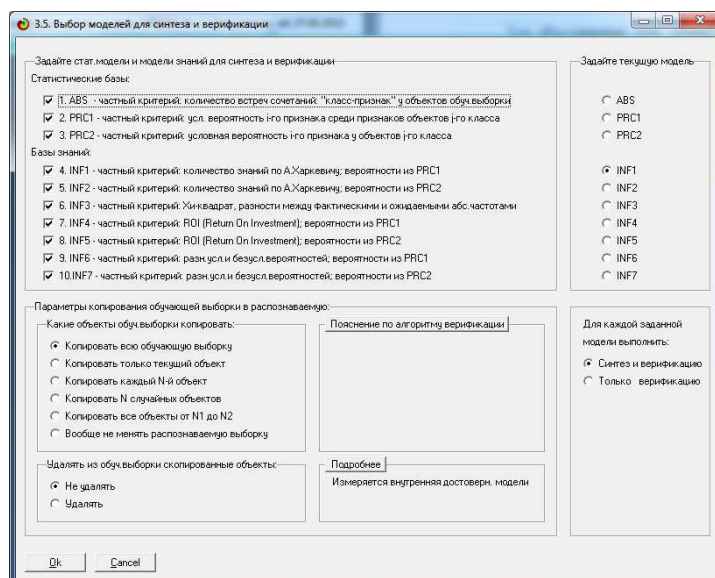 3.5. Выбор моделей для синтеза и верификации
Задайте стат.модели и модели знаний для синтеза и верификации
Статистические базы:
1. ABS - частный критерий: количество встреч сочетаний: "класс-признак" у объектов обуч.выборки
2. PRC1 - частный критерий: усл. вероятность i-го признака среди признаков объектов j-го класса
3. PRC2 - частный критерий: условная вероятность i-го признака у объектов j-го класса
Базы знаний:
4. INF1 - частный критерий: количество знаний по А.Харкевичу; вероятности из PRC1
5. INF2 - частный критерий: количество знаний по А.Харкевичу; вероятности из PRC2
6. INF3 - частный критерий: Хи-квадрат, разности между фактическими и ожидаемыми абс.частотами
7. INF4 - частный критерий: ROI (Return On Investment); вероятности из PRC1
8. INF5 - частный критерий: ROI (Return On Investment); вероятности из PRC2
9. INF6 - частный критерий: разн.усл.и безусл.вероятностей; вероятности из PRC1
10.INF7 - частный критерий: разн.усл.и безусл.вероятностей; вероятности из PRC2
Задайте текущую модель
ABS
PRC1
PRC2
INF1
INF2
INF3
INF4
INF5
INF6
INF7
Параметры копирования обучающей выборки в распознаваемую:
Какие объекты обуч.выборки копировать:
Копировать всю обучающую выборку
Копировать только текущий объект
Копировать каждый N-й объект
Копировать N случайных объектов
Копировать все объекты от N1 до N2
Вообще не менять распознаваемую выборку
Пояснение по алгоритму верификации
Удалять из обуч.выборки скопированные объекты:
Не удалять
Удалять
Подробнее
Измеряется внутренняя достоверн. модели
Для каждой заданной
модели выполнить:
Синтез и верификацию
Только верификацию
Ok
Cancel